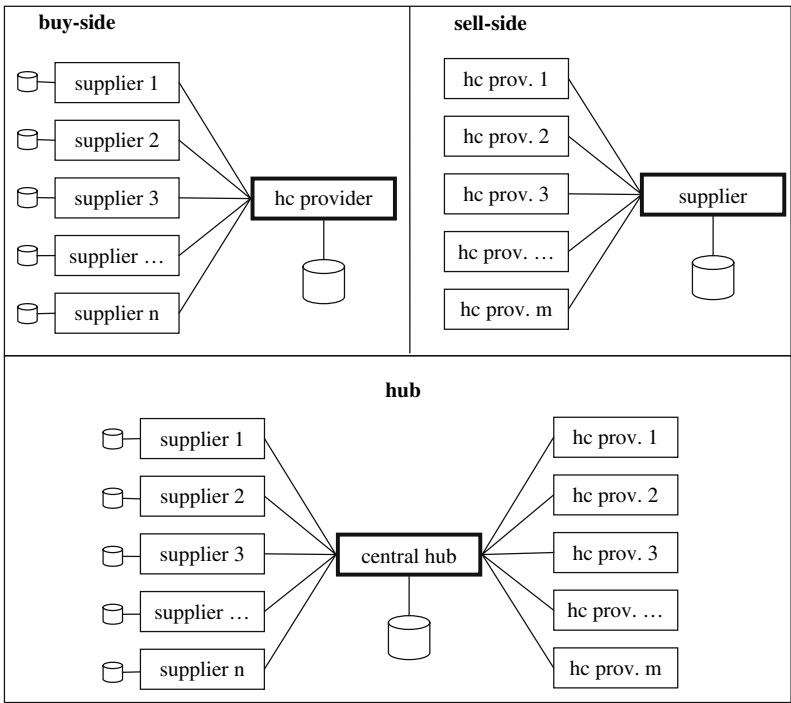 buy-side
supplier 1
supplier 2
supplier 3
supplier …
supplier n
hc provider
sell-side
hc prov. 1
hc prov. 2
hc prov. 3
hc prov. …
hc prov. m
supplier
hub
supplier 1
supplier 2
supplier 3
supplier …
supplier n
central hub
hc prov. 1
hc prov. 2
hc prov. 3
hc prov. …
hc prov. m